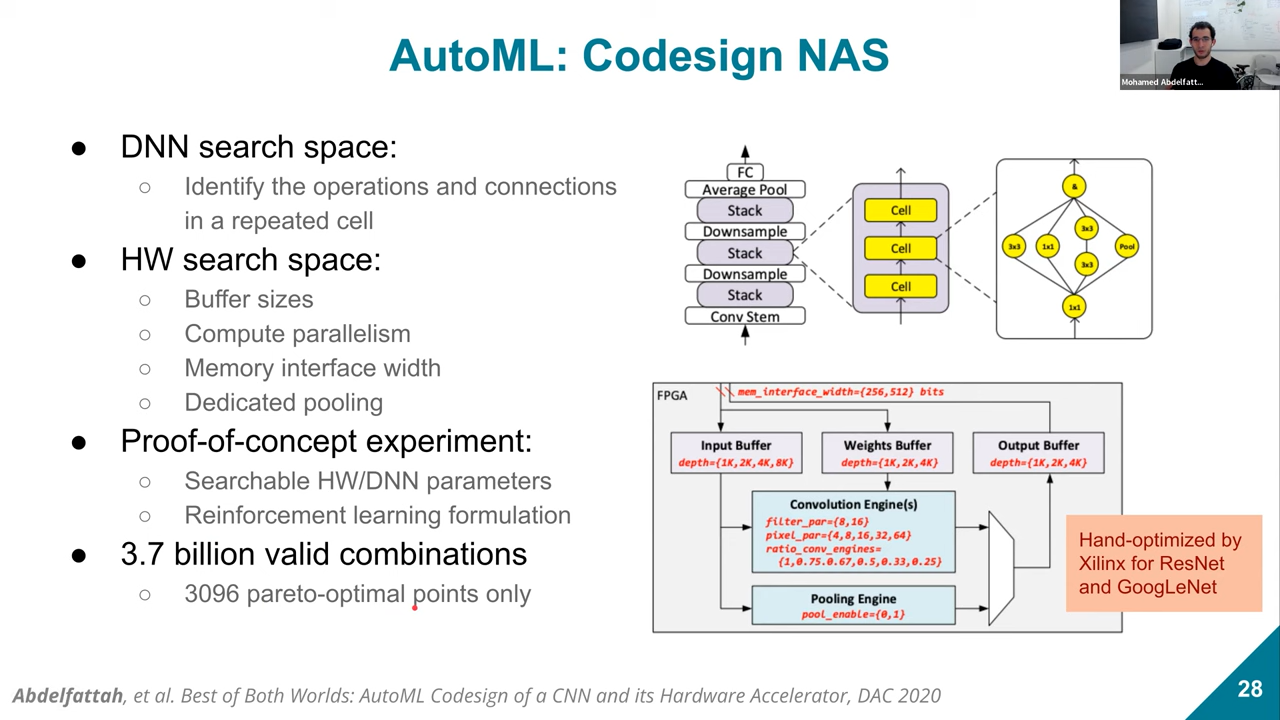 AutoML: Codesign NAS
Mohamed Abdelfatt...
● DNN search space:
○ Identify the operations and connections
in a repeated cell
● HW search space:
○ Buffer sizes
○ Compute parallelism
○ Memory interface width
○ Dedicated pooling
● Proof-of-concept experiment:
○ Searchable HW/DNN parameters
○ Reinforcement learning formulation
● 3.7 billion valid combinations
○ 3096 pareto-optimal points only
FC
Average Pool
Stack
Downsample
Stack
Downsample
Stack
Conv Stem
Cell
Cell
Cell
&
3x3
3x3
1x1
Pool
3x3
1x1
FPGA
mem_interface_width={256,512} bits
Input Buffer
depth={1K,2K,4K,8K}
Weights Buffer
depth={1K,2K,4K}
Output Buffer
depth={1K,2K,4K}
Convolution Engine(s)
filter_par={8,16}
pixel_par={4,8,16,32,64}
ratio_conv_engines=
{1,0.75.0.67,0.5,0.33,0.25}
Pooling Engine
pool_enable={0,1}
Hand-optimized by
Xilinx for ResNet
and GoogLeNet
Abdelfattah, et al. Best of Both Worlds: AutoML Codesign of a CNN and its Hardware Accelerator, DAC 2020
28